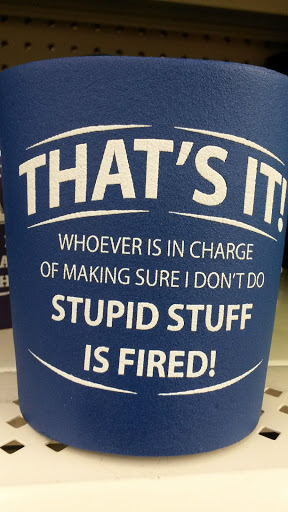 THAT'S IT!
WHOEVER IS IN CHARGE
OF MAKING SURE I DON'T DO
STUPID STUFF
IS FIRED!